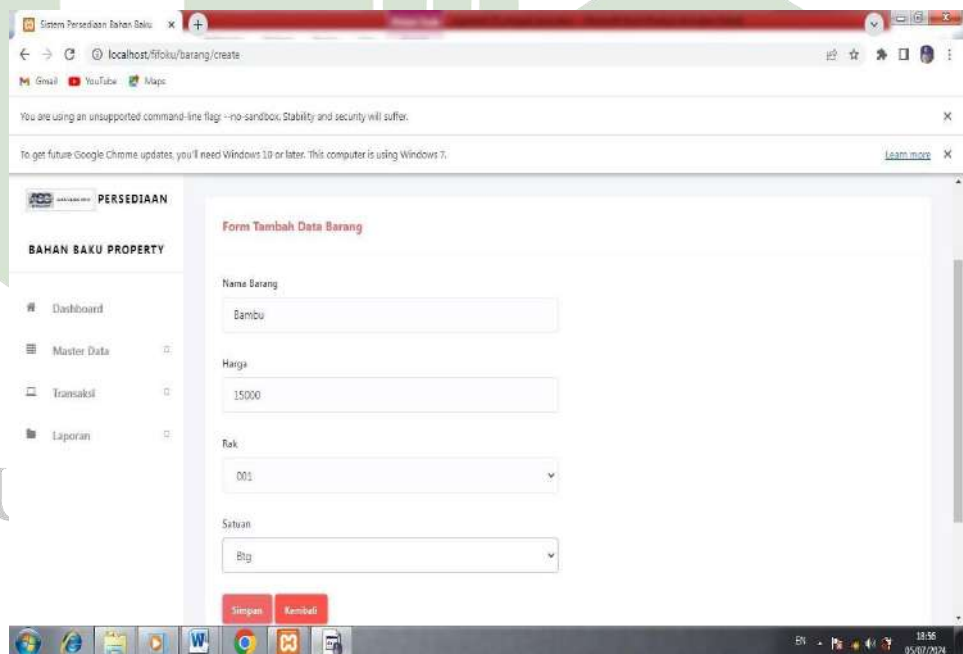 Sistem Persediaan Bahan Baku
localhost/fifoku/barang/create
Gmail YouTube Maps
You are using an unsupported command-line flag: --no-sandbox. Stability and security will suffer.
To get future Google Chrome updates, you'll need Windows 10 or later. This computer is using Windows 7.
Learn more
PERSEDIAAN
BAHAN BAKU PROPERTY
Dashboard
Master Data
Transaksi
Laporan
Form Tambah Data Barang
Nama Barang
Bambu
Harga
15000
Rak
001
Satuan
Btg
Simpan Kembali
EN
18:56
05/07/2024